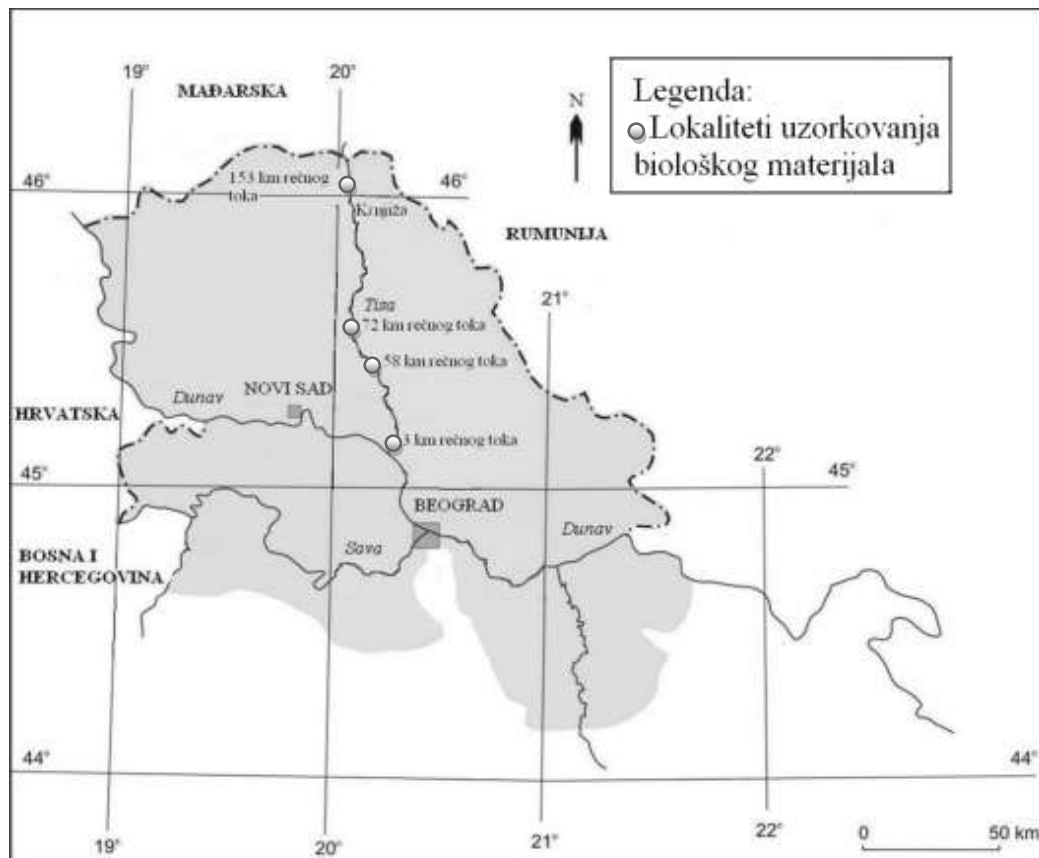 19°
20°
MAĐARSKA
N
Legenda:
Lokaliteti uzorkovanja
biološkog materijala
46°
153 km rečnog
toka
46°
Knjiža
RUMUNIJA
21°
Tisa
72 km rečnog toka
58 km rečnog toka
Dunav
NOVI SAD
HRVATSKA
3 km rečnog toka
45°
22°
45°
BEOGRAD
Dunav
Sava
BOSNA I
HERCEGOVINA
44°
44°
19°
20°
21°
22°
0
50 km